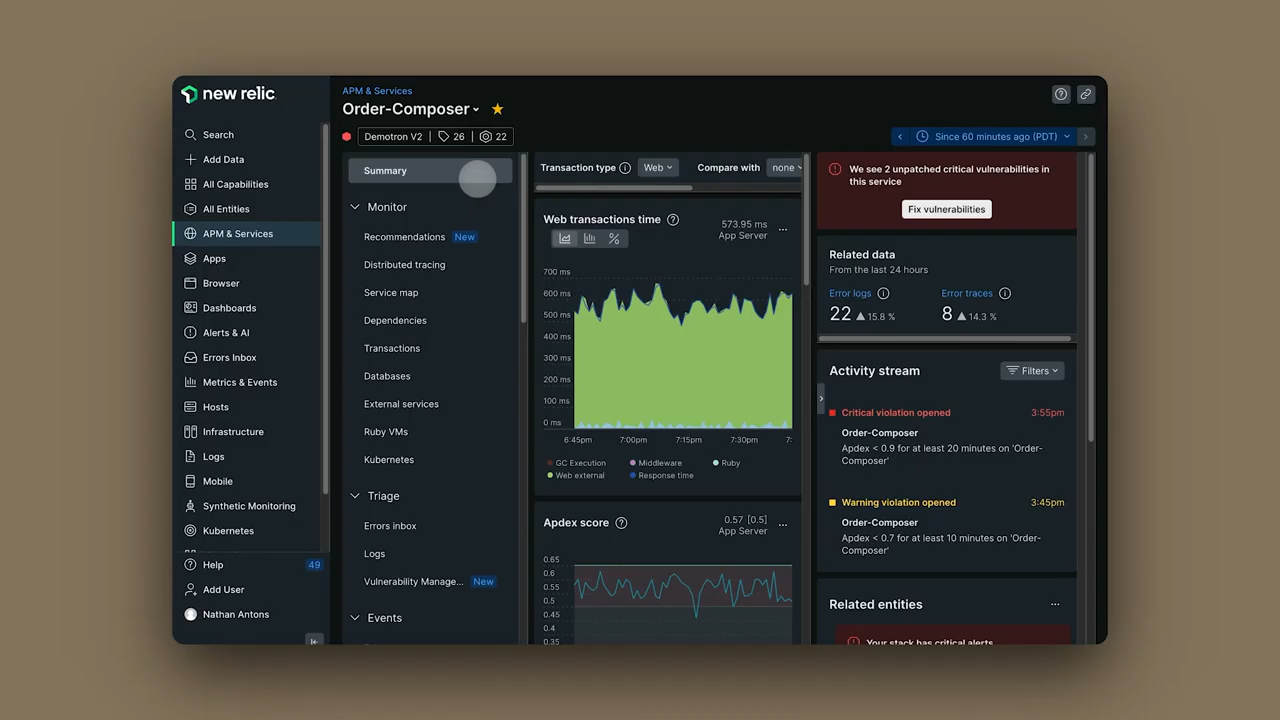 new relic
Search
Add Data
All Capabilities
All Entities
APM & Services
Apps
Browser
Dashboards
Alerts & AI
Errors Inbox
Metrics & Events
Hosts
Infrastructure
Logs
Mobile
Synthetic Monitoring
Kubernetes
Help 49
Add User
Nathan Antons
APM & Services
Order-Composer
Demotron V2 | 26 | 22
Since 60 minutes ago (PDT)
Summary
Monitor
Recommendations New
Distributed tracing
Service map
Dependencies
Transactions
Databases
External services
Ruby VMs
Kubernetes
Triage
Errors inbox
Logs
Vulnerability Manage... New
Events
Transaction type Web Compare with none
Web transactions time
573.95 ms
App Server
700 ms
600 ms
500 ms
400 ms
300 ms
200 ms
100 ms
0 ms
6:45pm 7:00pm 7:15pm 7:30pm 7:
GC Execution Middleware Ruby
Web external Response time
Apdex score
0.57 [0.5]
App Server
0.65
0.6
0.55
0.5
0.45
0.4
0.35
We see 2 unpatched critical vulnerabilities in
this service
Fix vulnerabilities
Related data
From the last 24 hours
Error logs Error traces
22 ▲ 15.8 % 8 ▲ 14.3 %
Activity stream Filters
Critical violation opened 3:55pm
Order-Composer
Apdex < 0.9 for at least 20 minutes on 'Order-
Composer'
Warning violation opened 3:45pm
Order-Composer
Apdex < 0.7 for at least 10 minutes on 'Order-
Composer'
Related entities
Your stack has critical alerts